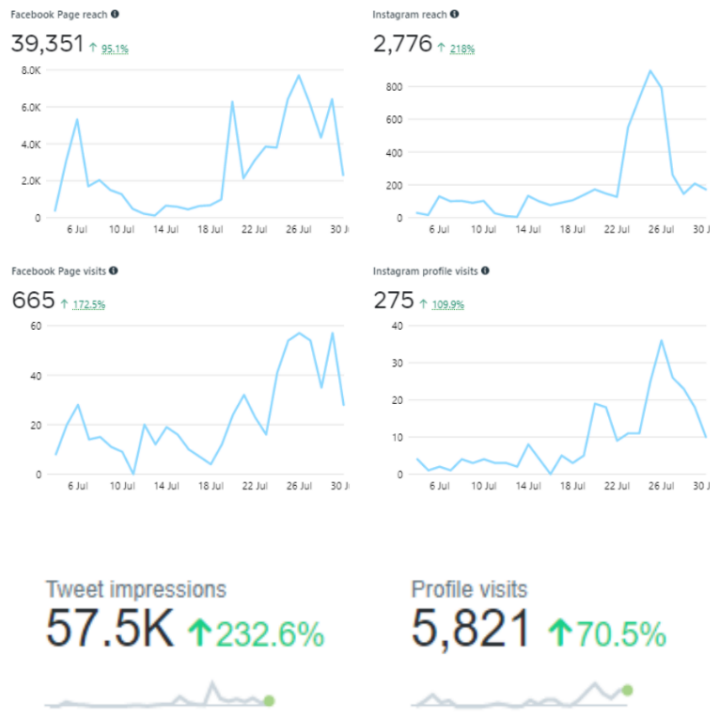 Facebook Page reach
39,351 ↑ 95.1%
8.0K
6.0K
4.0K
2.0K
0
6 Jul 10 Jul 14 Jul 18 Jul 22 Jul 26 Jul 30 J
Instagram reach
2,776 ↑ 218%
800
600
400
200
0
6 Jul 10 Jul 14 Jul 18 Jul 22 Jul 26 Jul 30 J
Facebook Page visits
665 ↑ 172.5%
60
40
20
0
6 Jul 10 Jul 14 Jul 18 Jul 22 Jul 26 Jul 30 J
Instagram profile visits
275 ↑ 109.9%
40
30
20
10
0
6 Jul 10 Jul 14 Jul 18 Jul 22 Jul 26 Jul 30 J
Tweet impressions
57.5K ↑232.6%
Profile visits
5,821 ↑70.5%